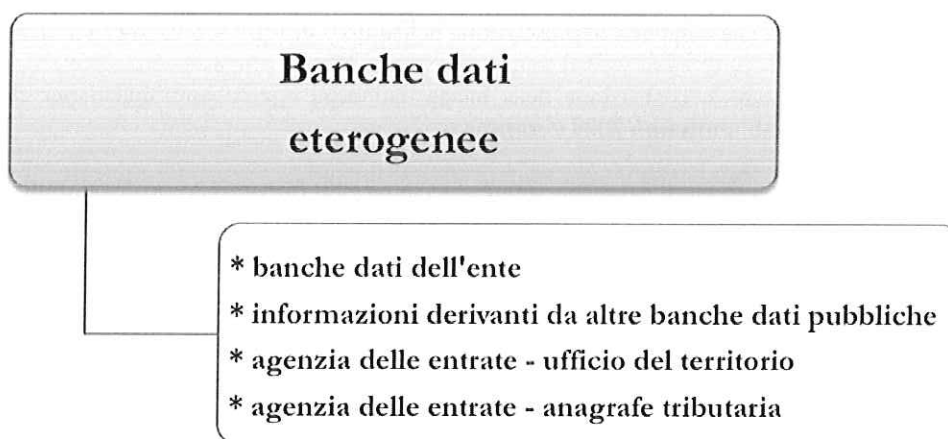 Banche dati
eterogenee
* banche dati dell'ente
* informazioni derivanti da altre banche dati pubbliche
* agenzia delle entrate - ufficio del territorio
* agenzia delle entrate - anagrafe tributaria